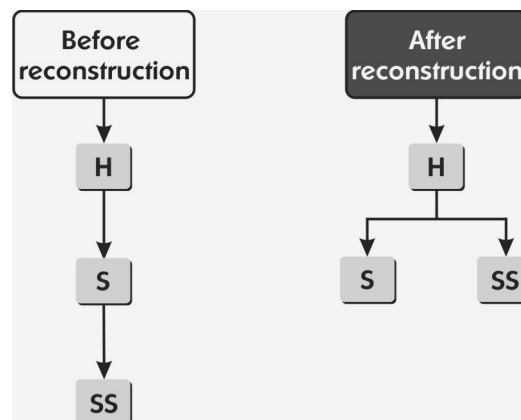 Before
reconstruction
After
reconstruction
H
H
S
S
SS
SS